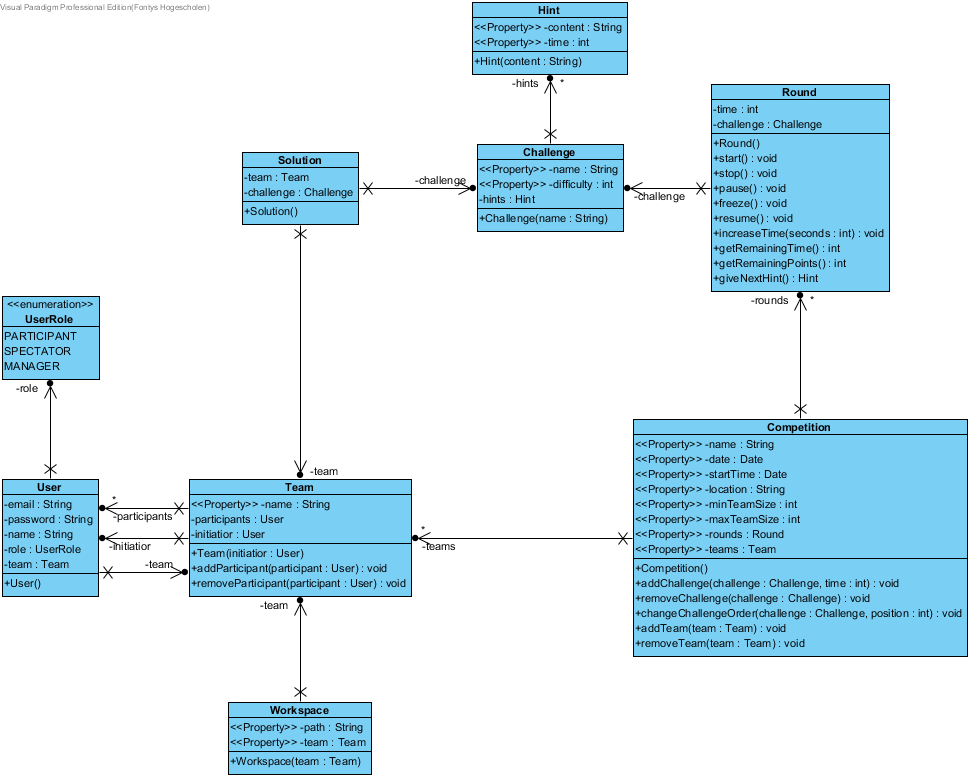 Visual Paradigm Professional Edition(Fontys Hogescholen)
Hint
<<Property>> -content : String
<<Property>> -time : int
+Hint(content : String)
-hints
*
Round
-time : int
-challenge : Challenge
+Round()
+start() : void
+stop() : void
+pause() : void
+freeze() : void
+resume() : void
+increaseTime(seconds : int) : void
+getRemainingTime() : int
+getRemainingPoints() : int
+giveNextHint() : Hint
Challenge
<<Property>> -name : String
<<Property>> -difficulty : int
-hints : Hint
+Challenge(name : String)
Solution
-team : Team
-challenge : Challenge
+Solution()
-challenge
-challenge
-rounds
*
<<enumeration>>
UserRole
PARTICIPANT
SPECTATOR
MANAGER
-role
Competition
<<Property>> -name : String
<<Property>> -date : Date
<<Property>> -startTime : Date
<<Property>> -location : String
<<Property>> -minTeamSize : int
<<Property>> -maxTeamSize : int
<<Property>> -rounds : Round
<<Property>> -teams : Team
+Competition()
+addChallenge(challenge : Challenge, time : int) : void
+removeChallenge(challenge : Challenge) : void
+changeChallengeOrder(challenge : Challenge, position : int) : void
+addTeam(team : Team) : void
+removeTeam(team : Team) : void
-team
User
-email : String
-password : String
-name : String
-role : UserRole
-team : Team
+User()
*
-participants
-initiatior
-team
Team
<<Property>> -name : String
-participants : User
-initiatior : User
+Team(initiatior : User)
+addParticipant(participant : User) : void
+removeParticipant(participant : User) : void
*
-teams
-team
Workspace
<<Property>> -path : String
<<Property>> -team : Team
+Workspace(team : Team)